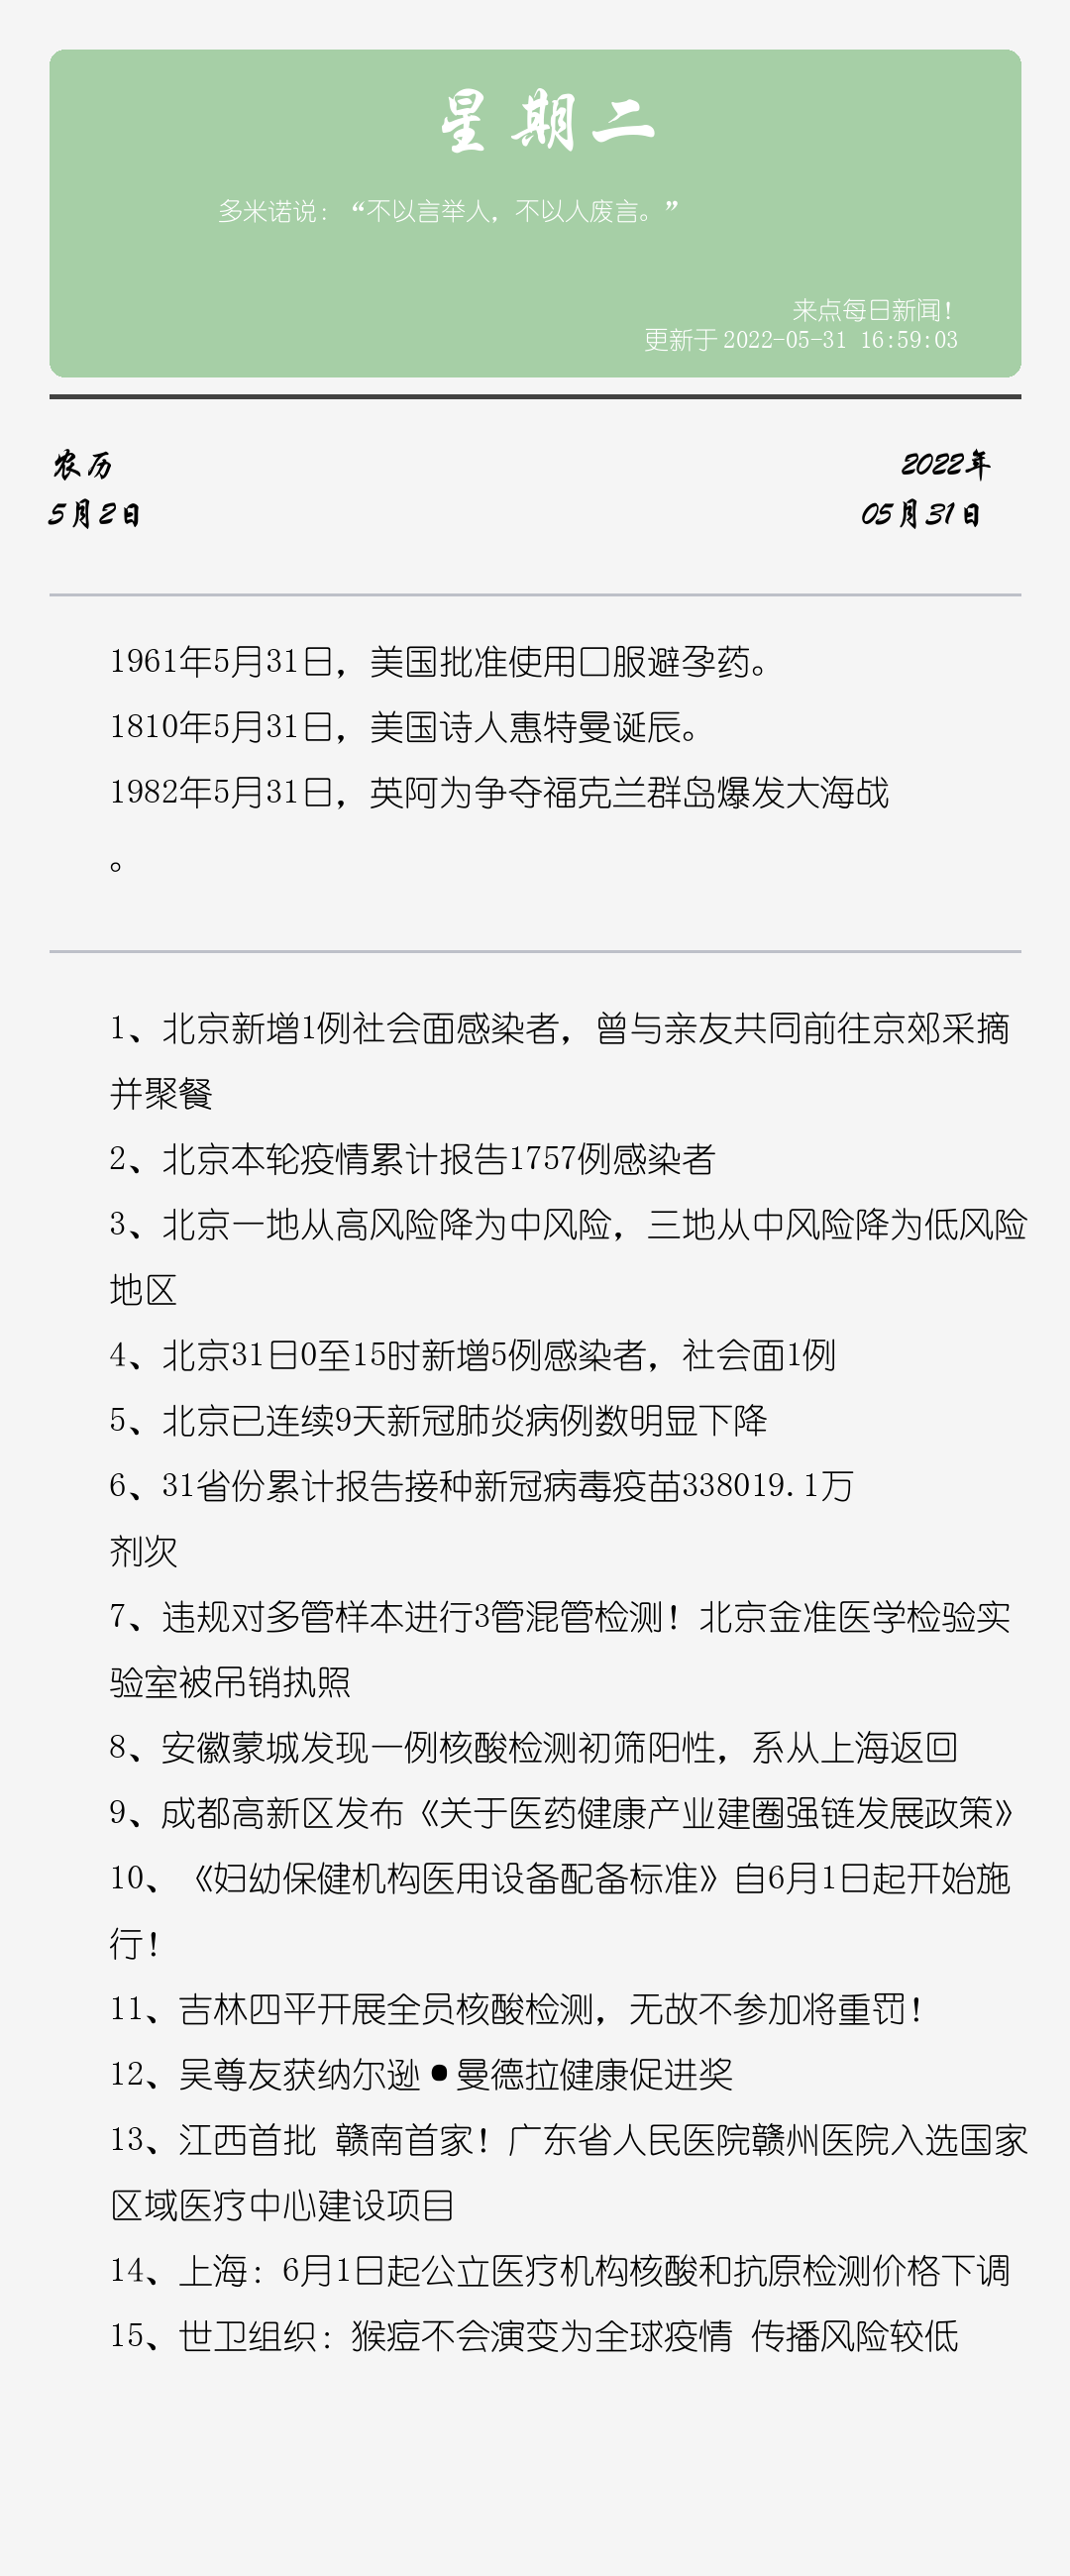 星期二
多米诺说：“不以言举人，不以人废言。”
来点每日新闻！
更新于2022-05-31 16:59:03
农历
2022年
5月2日
05月31日
1961年5月31日，美国批准使用口服避孕药。
1810年5月31日，美国诗人惠特曼诞辰。
1982年5月31日，英阿为争夺福克兰群岛爆发大海战
。
1、北京新增1例社会面感染者，曾与亲友共同前往京郊采摘
并聚餐
2、北京本轮疫情累计报告1757例感染者
3、北京一地从高风险降为中风险，三地从中风险降为低风险
地区
4、北京31日0至15时新增5例感染者，社会面1例
5、北京已连续9天新冠肺炎病例数明显下降
6、31省份累计报告接种新冠病毒疫苗338019.1万
剂次
7、违规对多管样本进行3管混管检测！北京金准医学检验实
验室被吊销执照
8、安徽蒙城发现一例核酸检测初筛阳性，系从上海返回
9、成都高新区发布《关于医药健康产业建圈强链发展政策》
10、《妇幼保健机构医用设备配备标准》自6月1日起开始施
行！
11、吉林四平开展全员核酸检测，无故不参加将重罚！
12、吴尊友获纳尔逊•曼德拉健康促进奖
13、江西首批 赣南首家！广东省人民医院赣州医院入选国家
区域医疗中心建设项目
14、上海：6月1日起公立医疗机构核酸和抗原检测价格下调
15、世卫组织：猴痘不会演变为全球疫情 传播风险较低